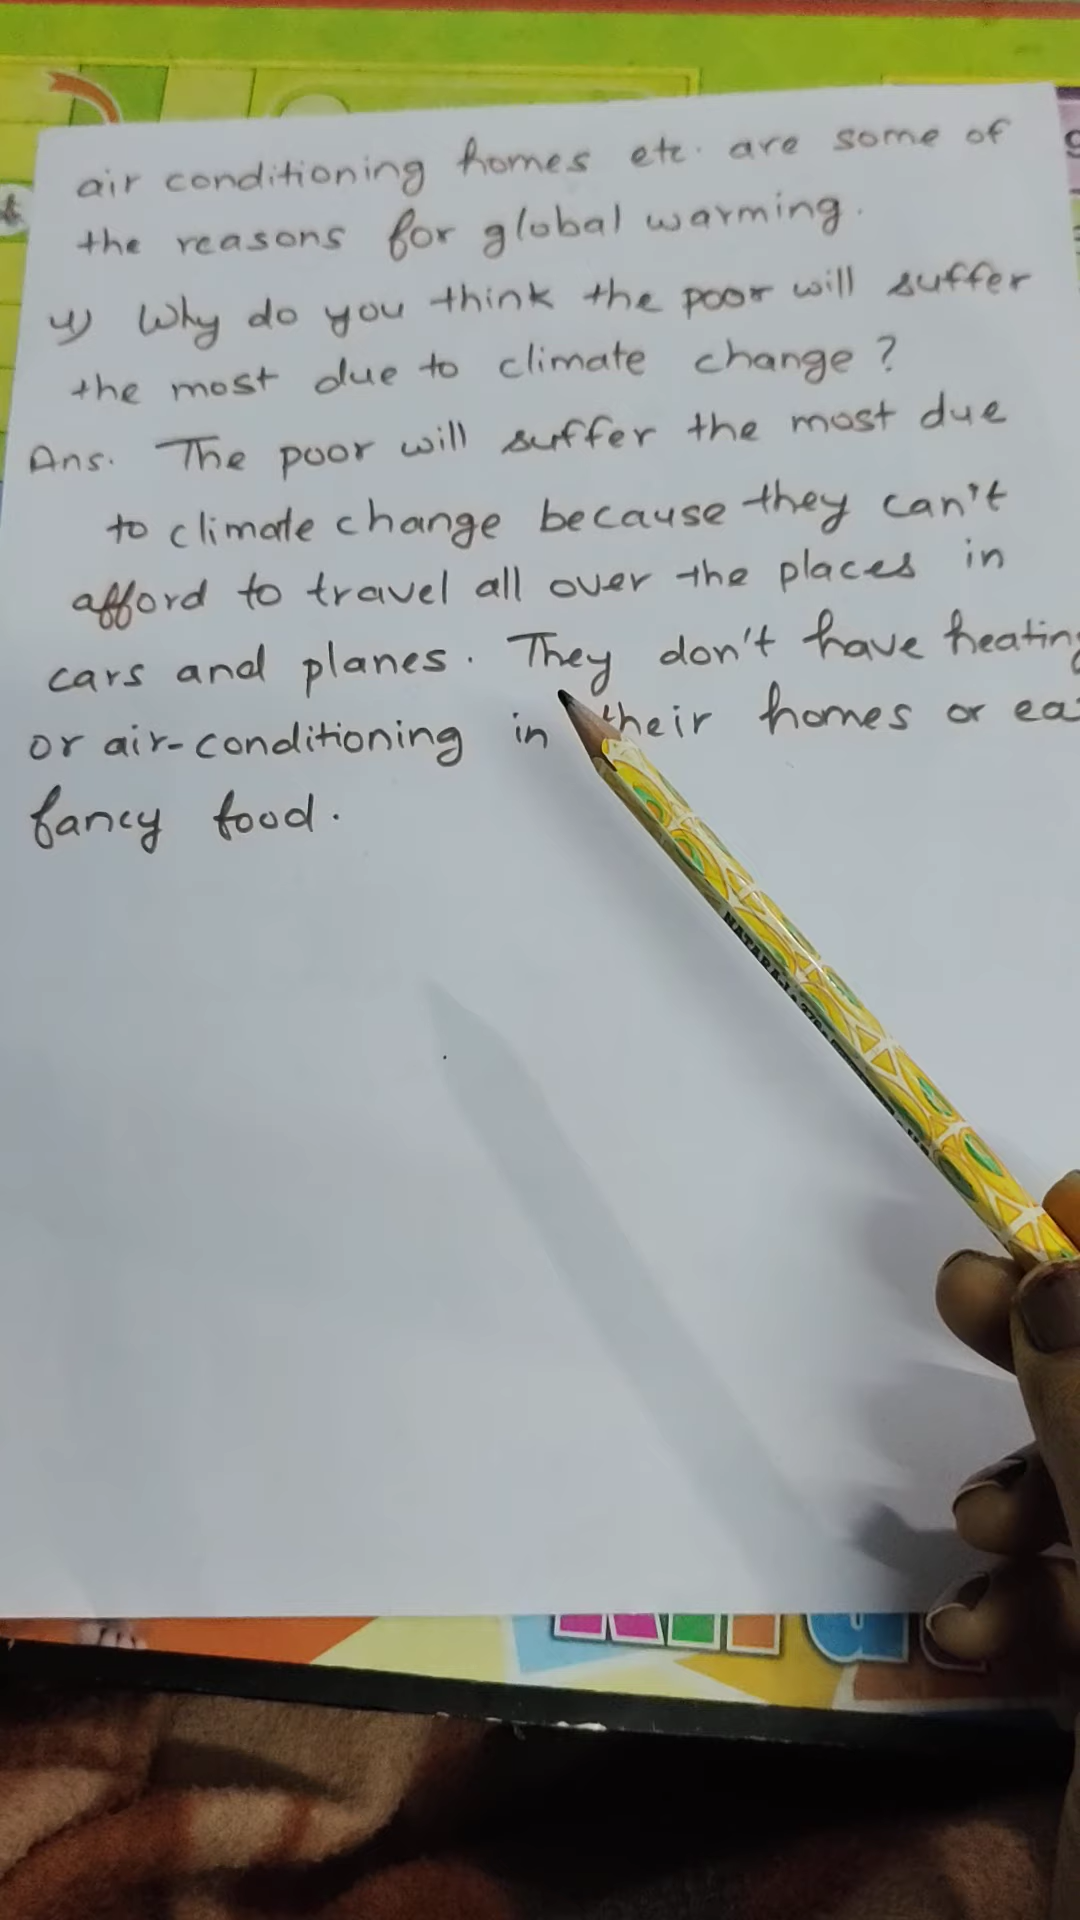 air conditioning homes etc. are some of
the reasons for global warming.
4) Why do you think the poor will suffer
the most due to climate change?
Ans. The poor will suffer the most due
to climate change because they can't
afford to travel all over the places in
cars and planes. They don't have heating
or air-conditioning in their homes or ea
fancy food.
NATARAJ